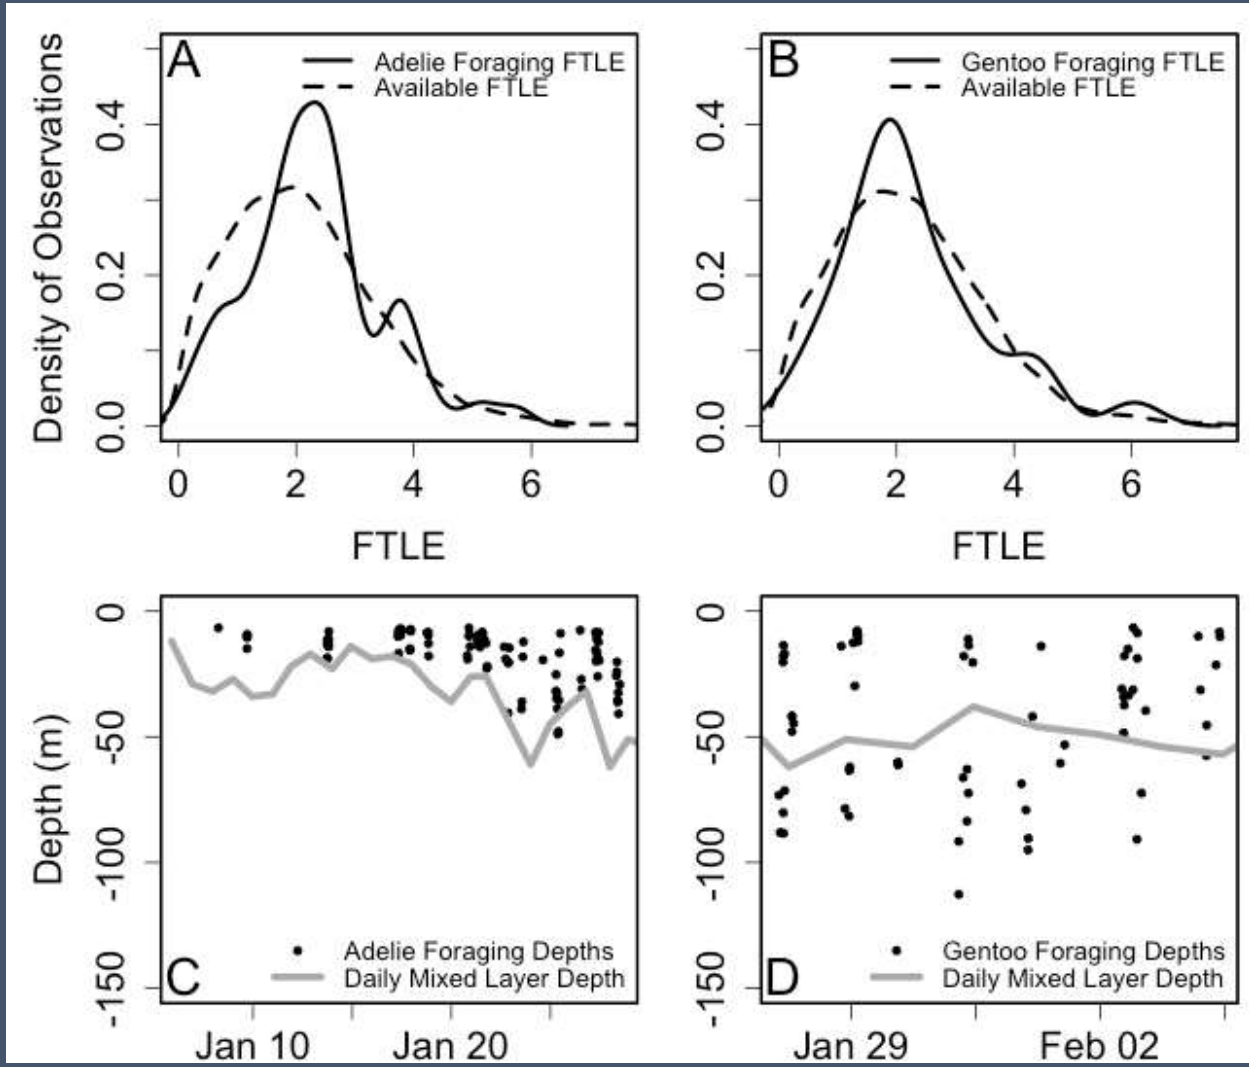 A
Adelie Foraging FTLE
Available FTLE
Density of Observations
0.4
0.2
0.0
0 2 4 6
FTLE
B
Gentoo Foraging FTLE
Available FTLE
0.4
0.2
0.0
0 2 4 6
FTLE
Depth (m)
0
-50
-100
-150
Adelie Foraging Depths
C
Daily Mixed Layer Depth
Jan 10 Jan 20
0
-50
-100
-150
Gentoo Foraging Depths
D
Daily Mixed Layer Depth
Jan 29 Feb 02